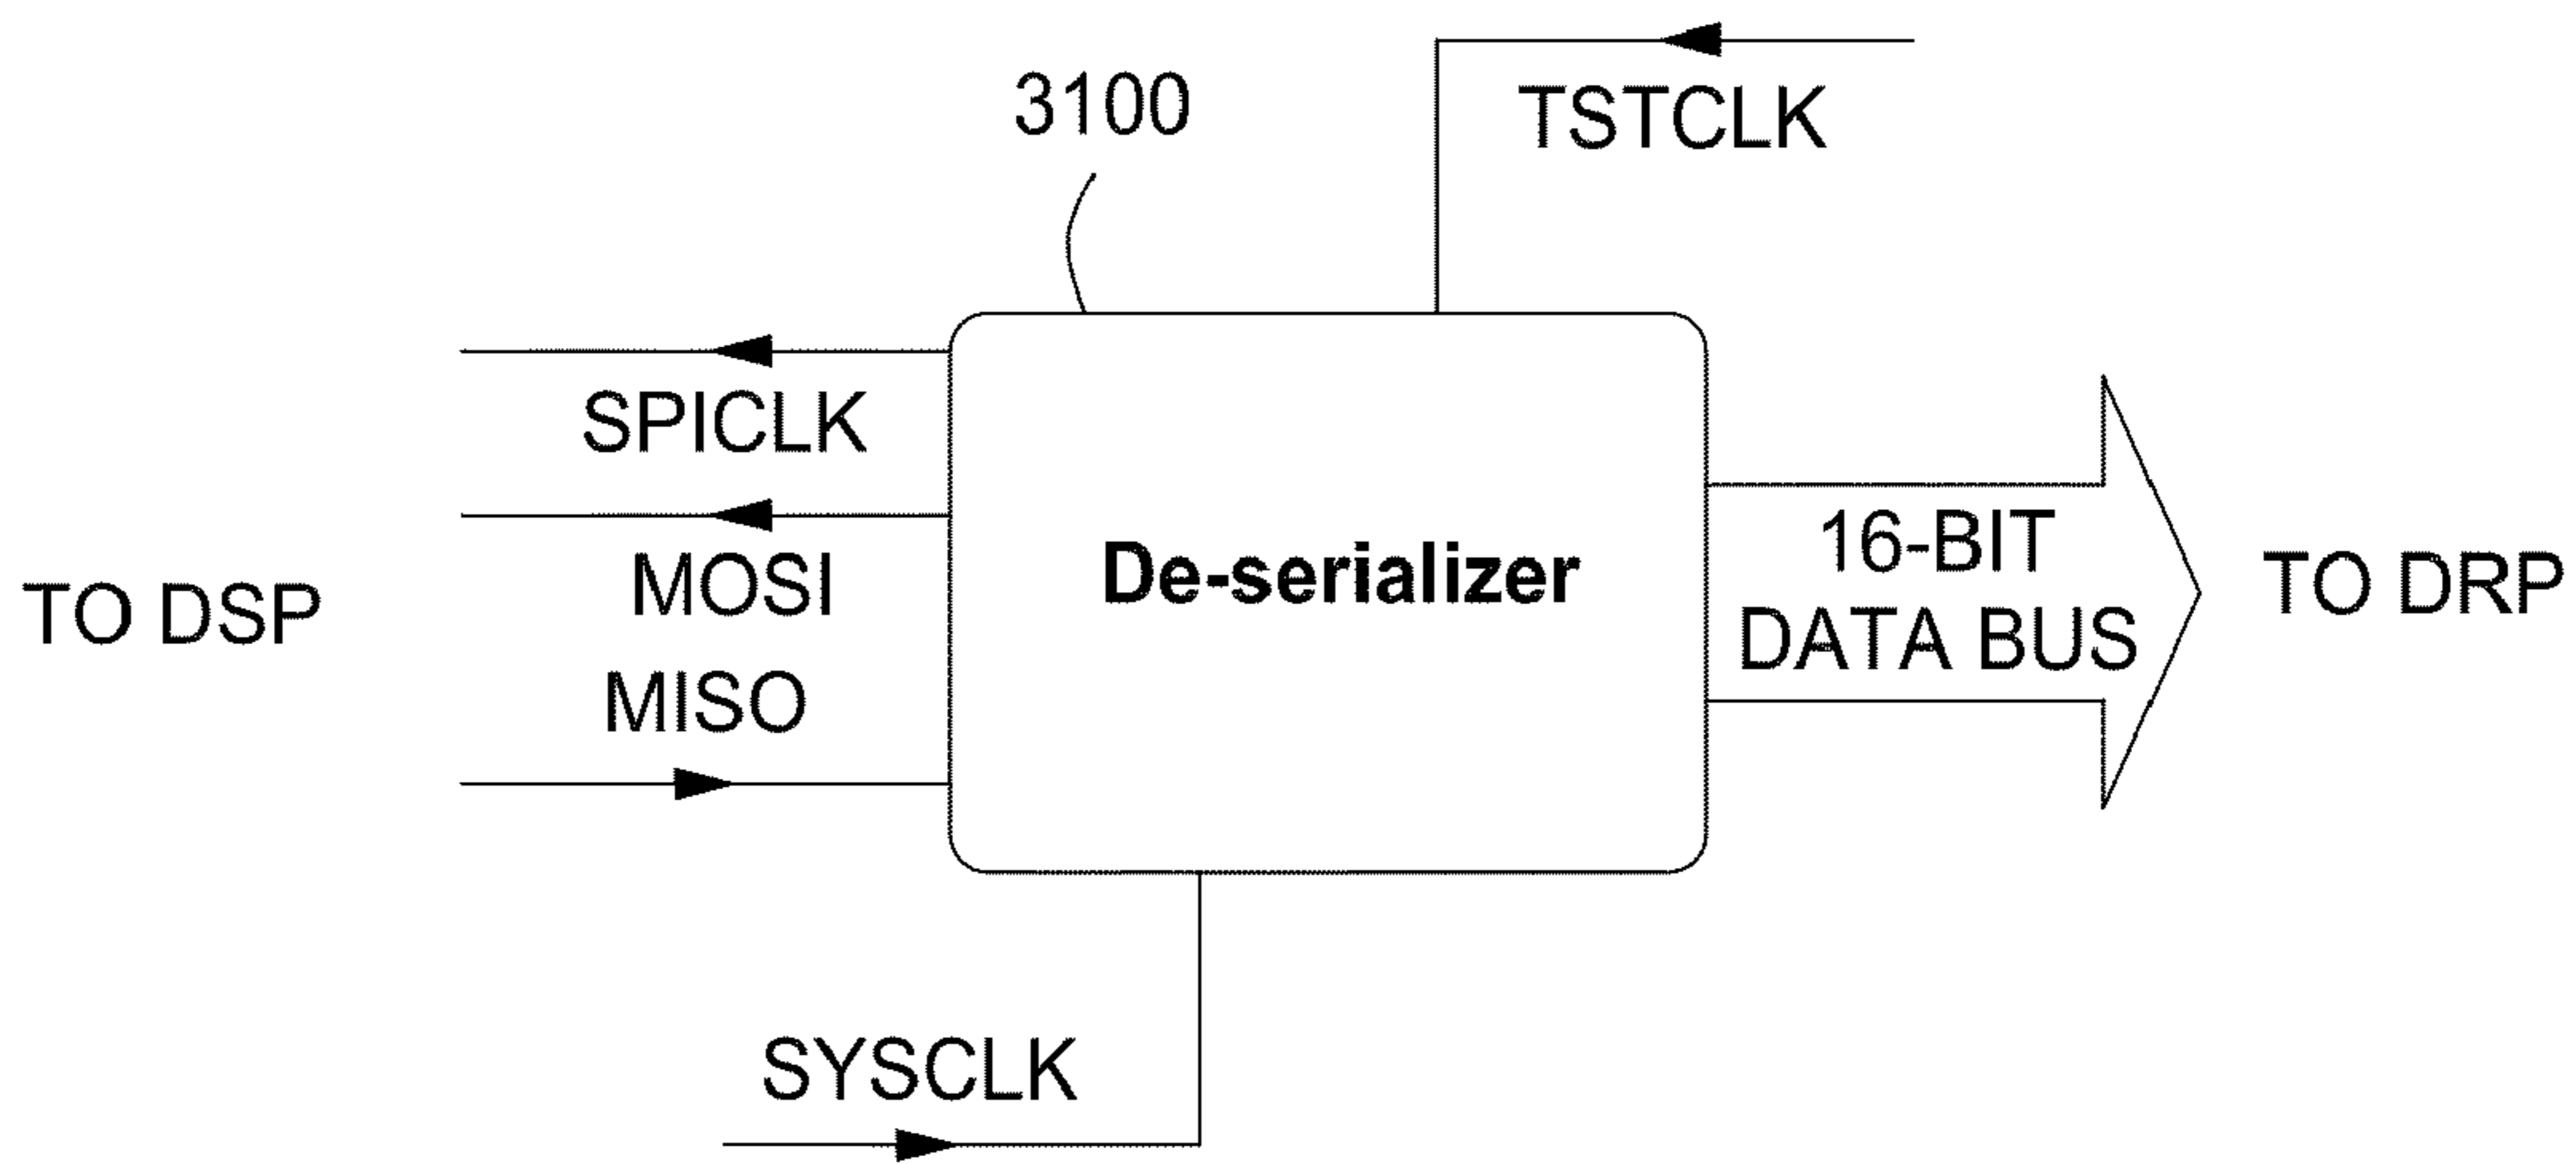 3100
TSTCLK
SPICLK
MOSI
TO DSP
MISO
De-serializer
16-BIT
DATA BUS
TO DRP
SYSCLK